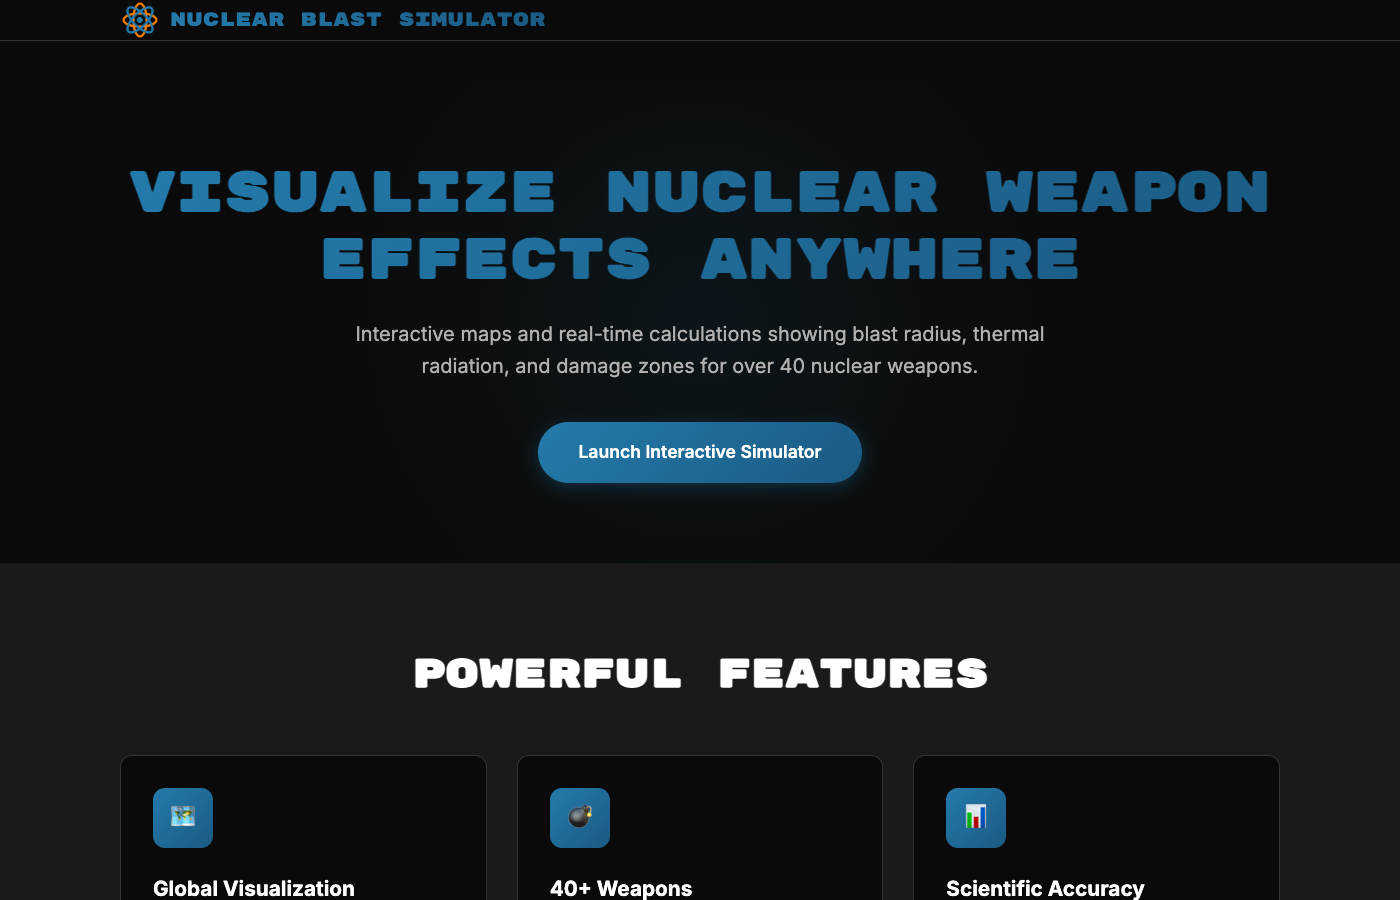 NUCLEAR BLAST SIMULATOR
VISUALIZE NUCLEAR WEAPON
EFFECTS ANYWHERE
Interactive maps and real-time calculations showing blast radius, thermal
radiation, and damage zones for over 40 nuclear weapons.
Launch Interactive Simulator
POWERFUL FEATURES
Global Visualization
40+ Weapons
Scientific Accuracy